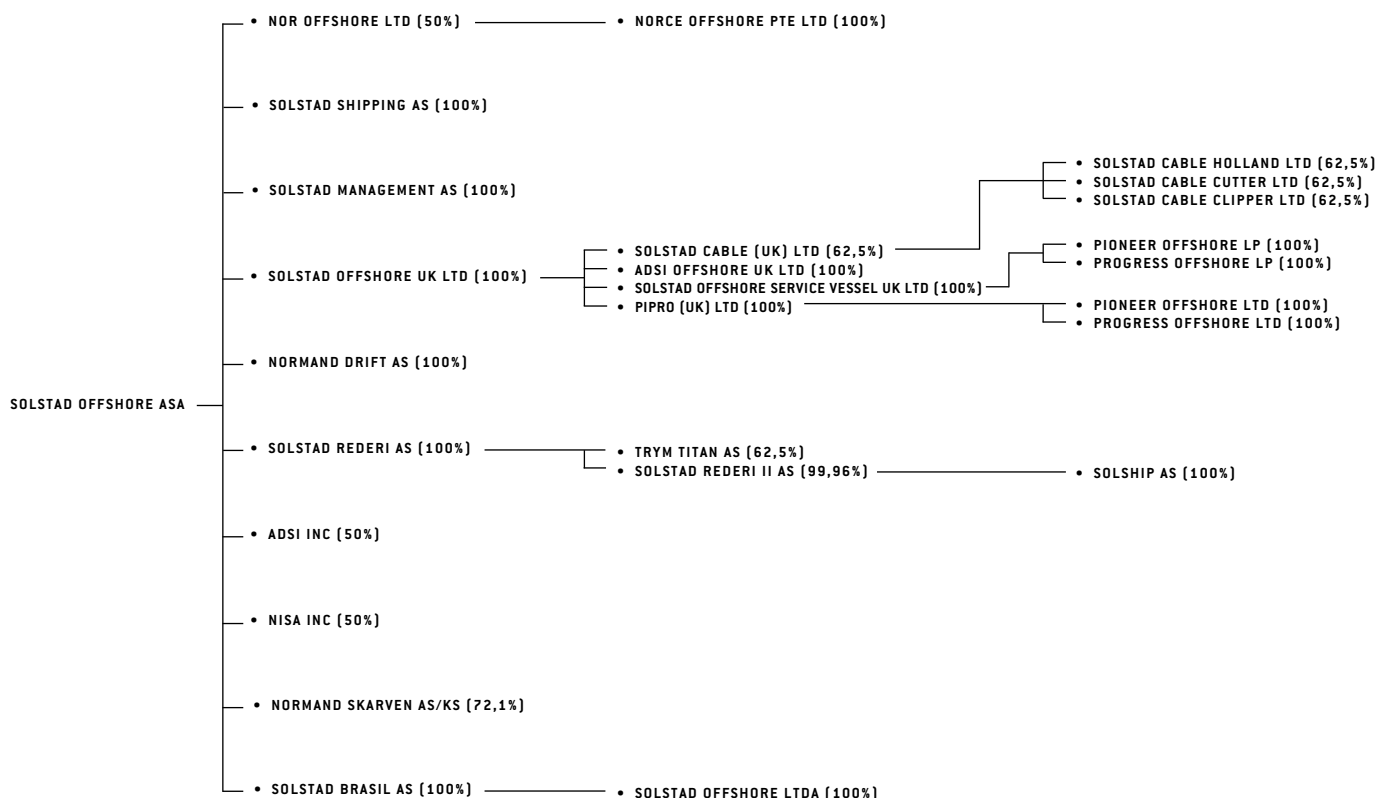 • NOR OFFSHORE LTD (50%)
• NORCE OFFSHORE PTE LTD (100%)
• SOLSTAD SHIPPING AS (100%)
• SOLSTAD MANAGEMENT AS (100%)
• SOLSTAD OFFSHORE UK LTD (100%)
• SOLSTAD CABLE (UK) LTD (62,5%)
• ADSI OFFSHORE UK LTD (100%)
• SOLSTAD OFFSHORE SERVICE VESSEL UK LTD (100%)
• PIPRO (UK) LTD (100%)
• SOLSTAD CABLE HOLLAND LTD (62,5%)
• SOLSTAD CABLE CUTTER LTD (62,5%)
• SOLSTAD CABLE CLIPPER LTD (62,5%)
• PIONEER OFFSHORE LP (100%)
• PROGRESS OFFSHORE LP (100%)
• PIONEER OFFSHORE LTD (100%)
• PROGRESS OFFSHORE LTD (100%)
• NORMAND DRIFT AS (100%)
SOLSTAD OFFSHORE ASA
• SOLSTAD REDERI AS (100%)
• TRYM TITAN AS (62,5%)
• SOLSTAD REDERI II AS (99,96%)
• SOLSHIP AS (100%)
• ADSI INC (50%)
• NISA INC (50%)
• NORMAND SKARVEN AS/KS (72,1%)
• SOLSTAD BRASIL AS (100%)
• SOLSTAD OFFSHORE LTDA (100%)